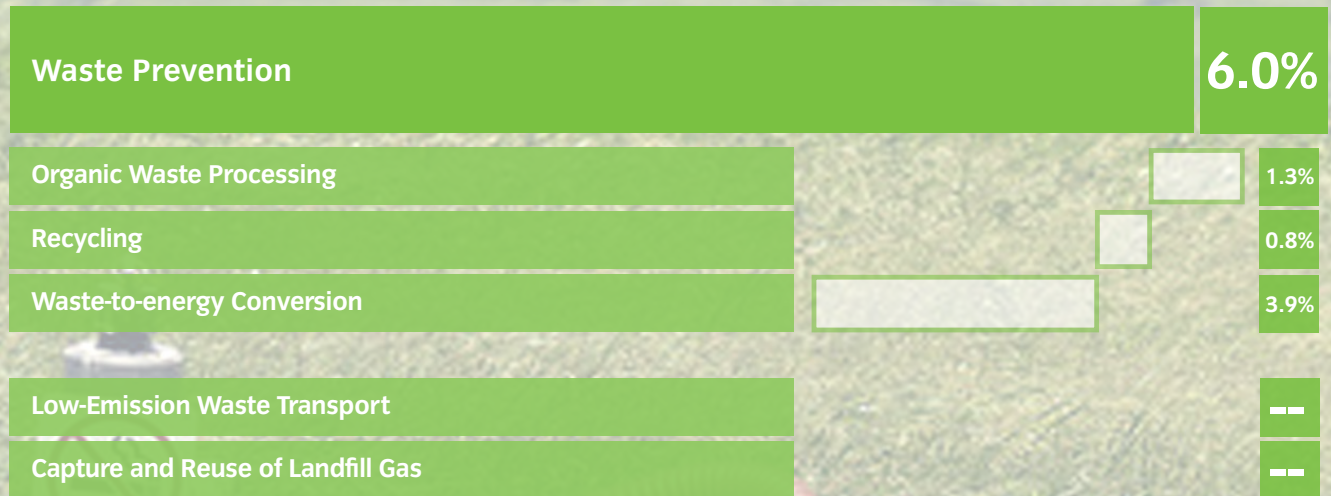 Waste Prevention 6.0%
Organic Waste Processing 1.3%
Recycling 0.8%
Waste-to-energy Conversion 3.9%
Low-Emission Waste Transport --
Capture and Reuse of Landfill Gas --